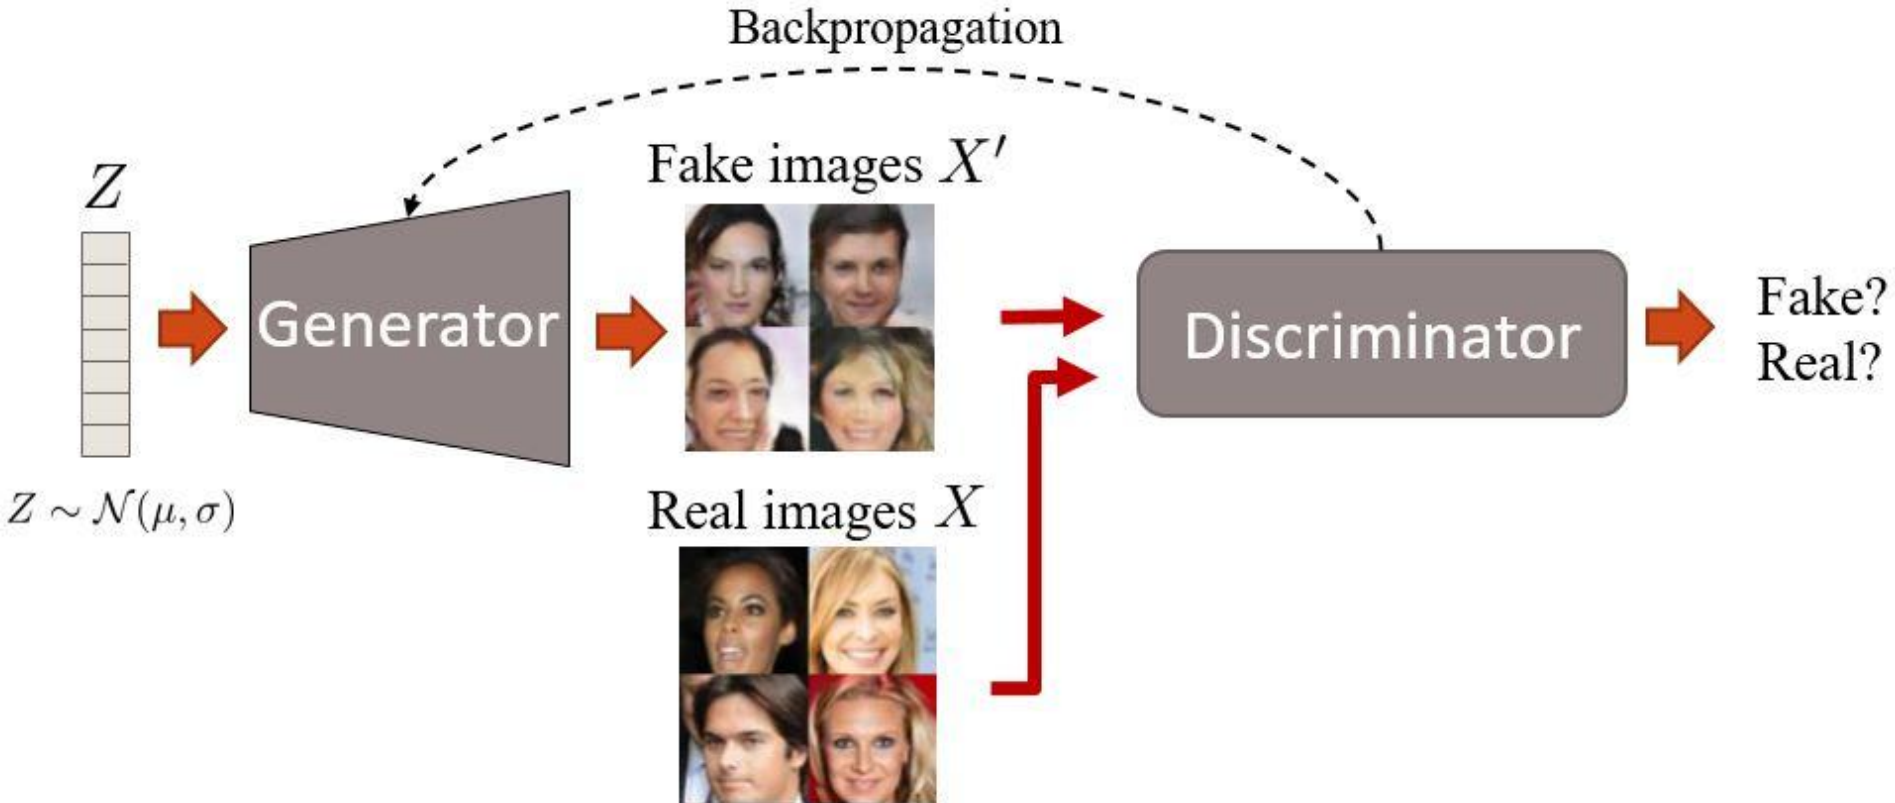 Backpropagation
Z
Generator
Fake images X′
Discriminator
Fake?
Real?
Z ∼ 𝒩(μ, σ)
Real images X